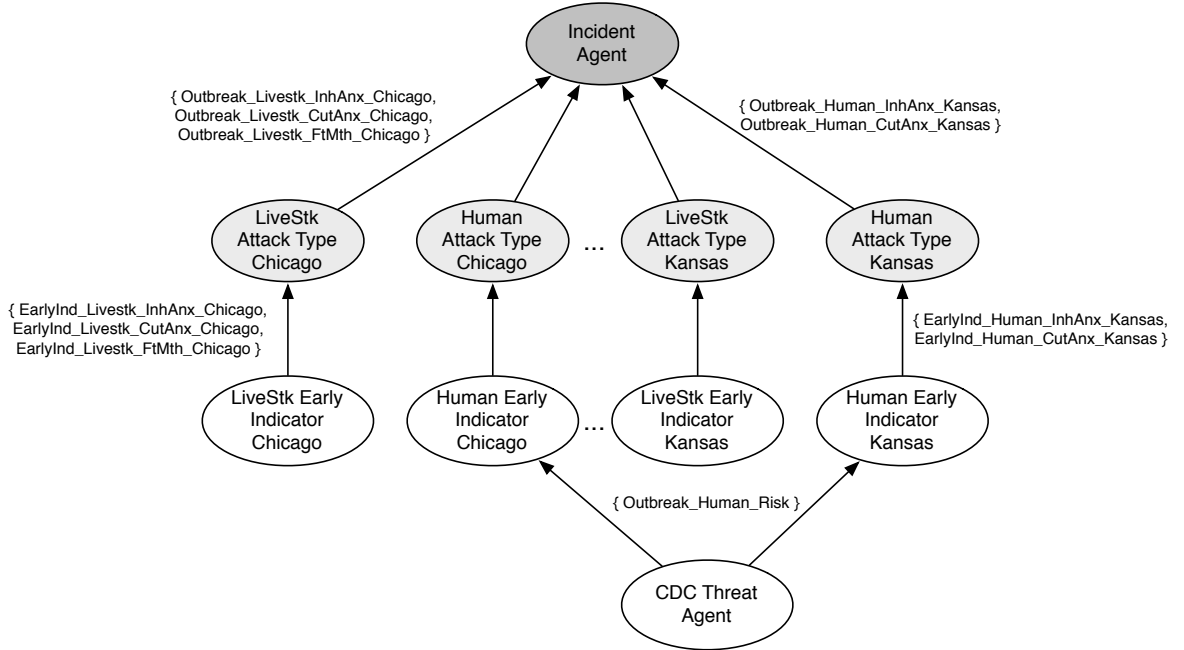 Incident
Agent
{ Outbreak_Livestk_InhAnx_Chicago,
Outbreak_Livestk_CutAnx_Chicago,
Outbreak_Livestk_FtMth_Chicago }
{ Outbreak_Human_InhAnx_Kansas,
Outbreak_Human_CutAnx_Kansas }
LiveStk
Attack Type
Chicago
Human
Attack Type
Chicago
...
LiveStk
Attack Type
Kansas
Human
Attack Type
Kansas
{ EarlyInd_Livestk_InhAnx_Chicago,
EarlyInd_Livestk_CutAnx_Chicago,
EarlyInd_Livestk_FtMth_Chicago }
{ EarlyInd_Human_InhAnx_Kansas,
EarlyInd_Human_CutAnx_Kansas }
LiveStk Early
Indicator
Chicago
Human Early
Indicator
Chicago
...
LiveStk Early
Indicator
Kansas
Human Early
Indicator
Kansas
{ Outbreak_Human_Risk }
CDC Threat
Agent